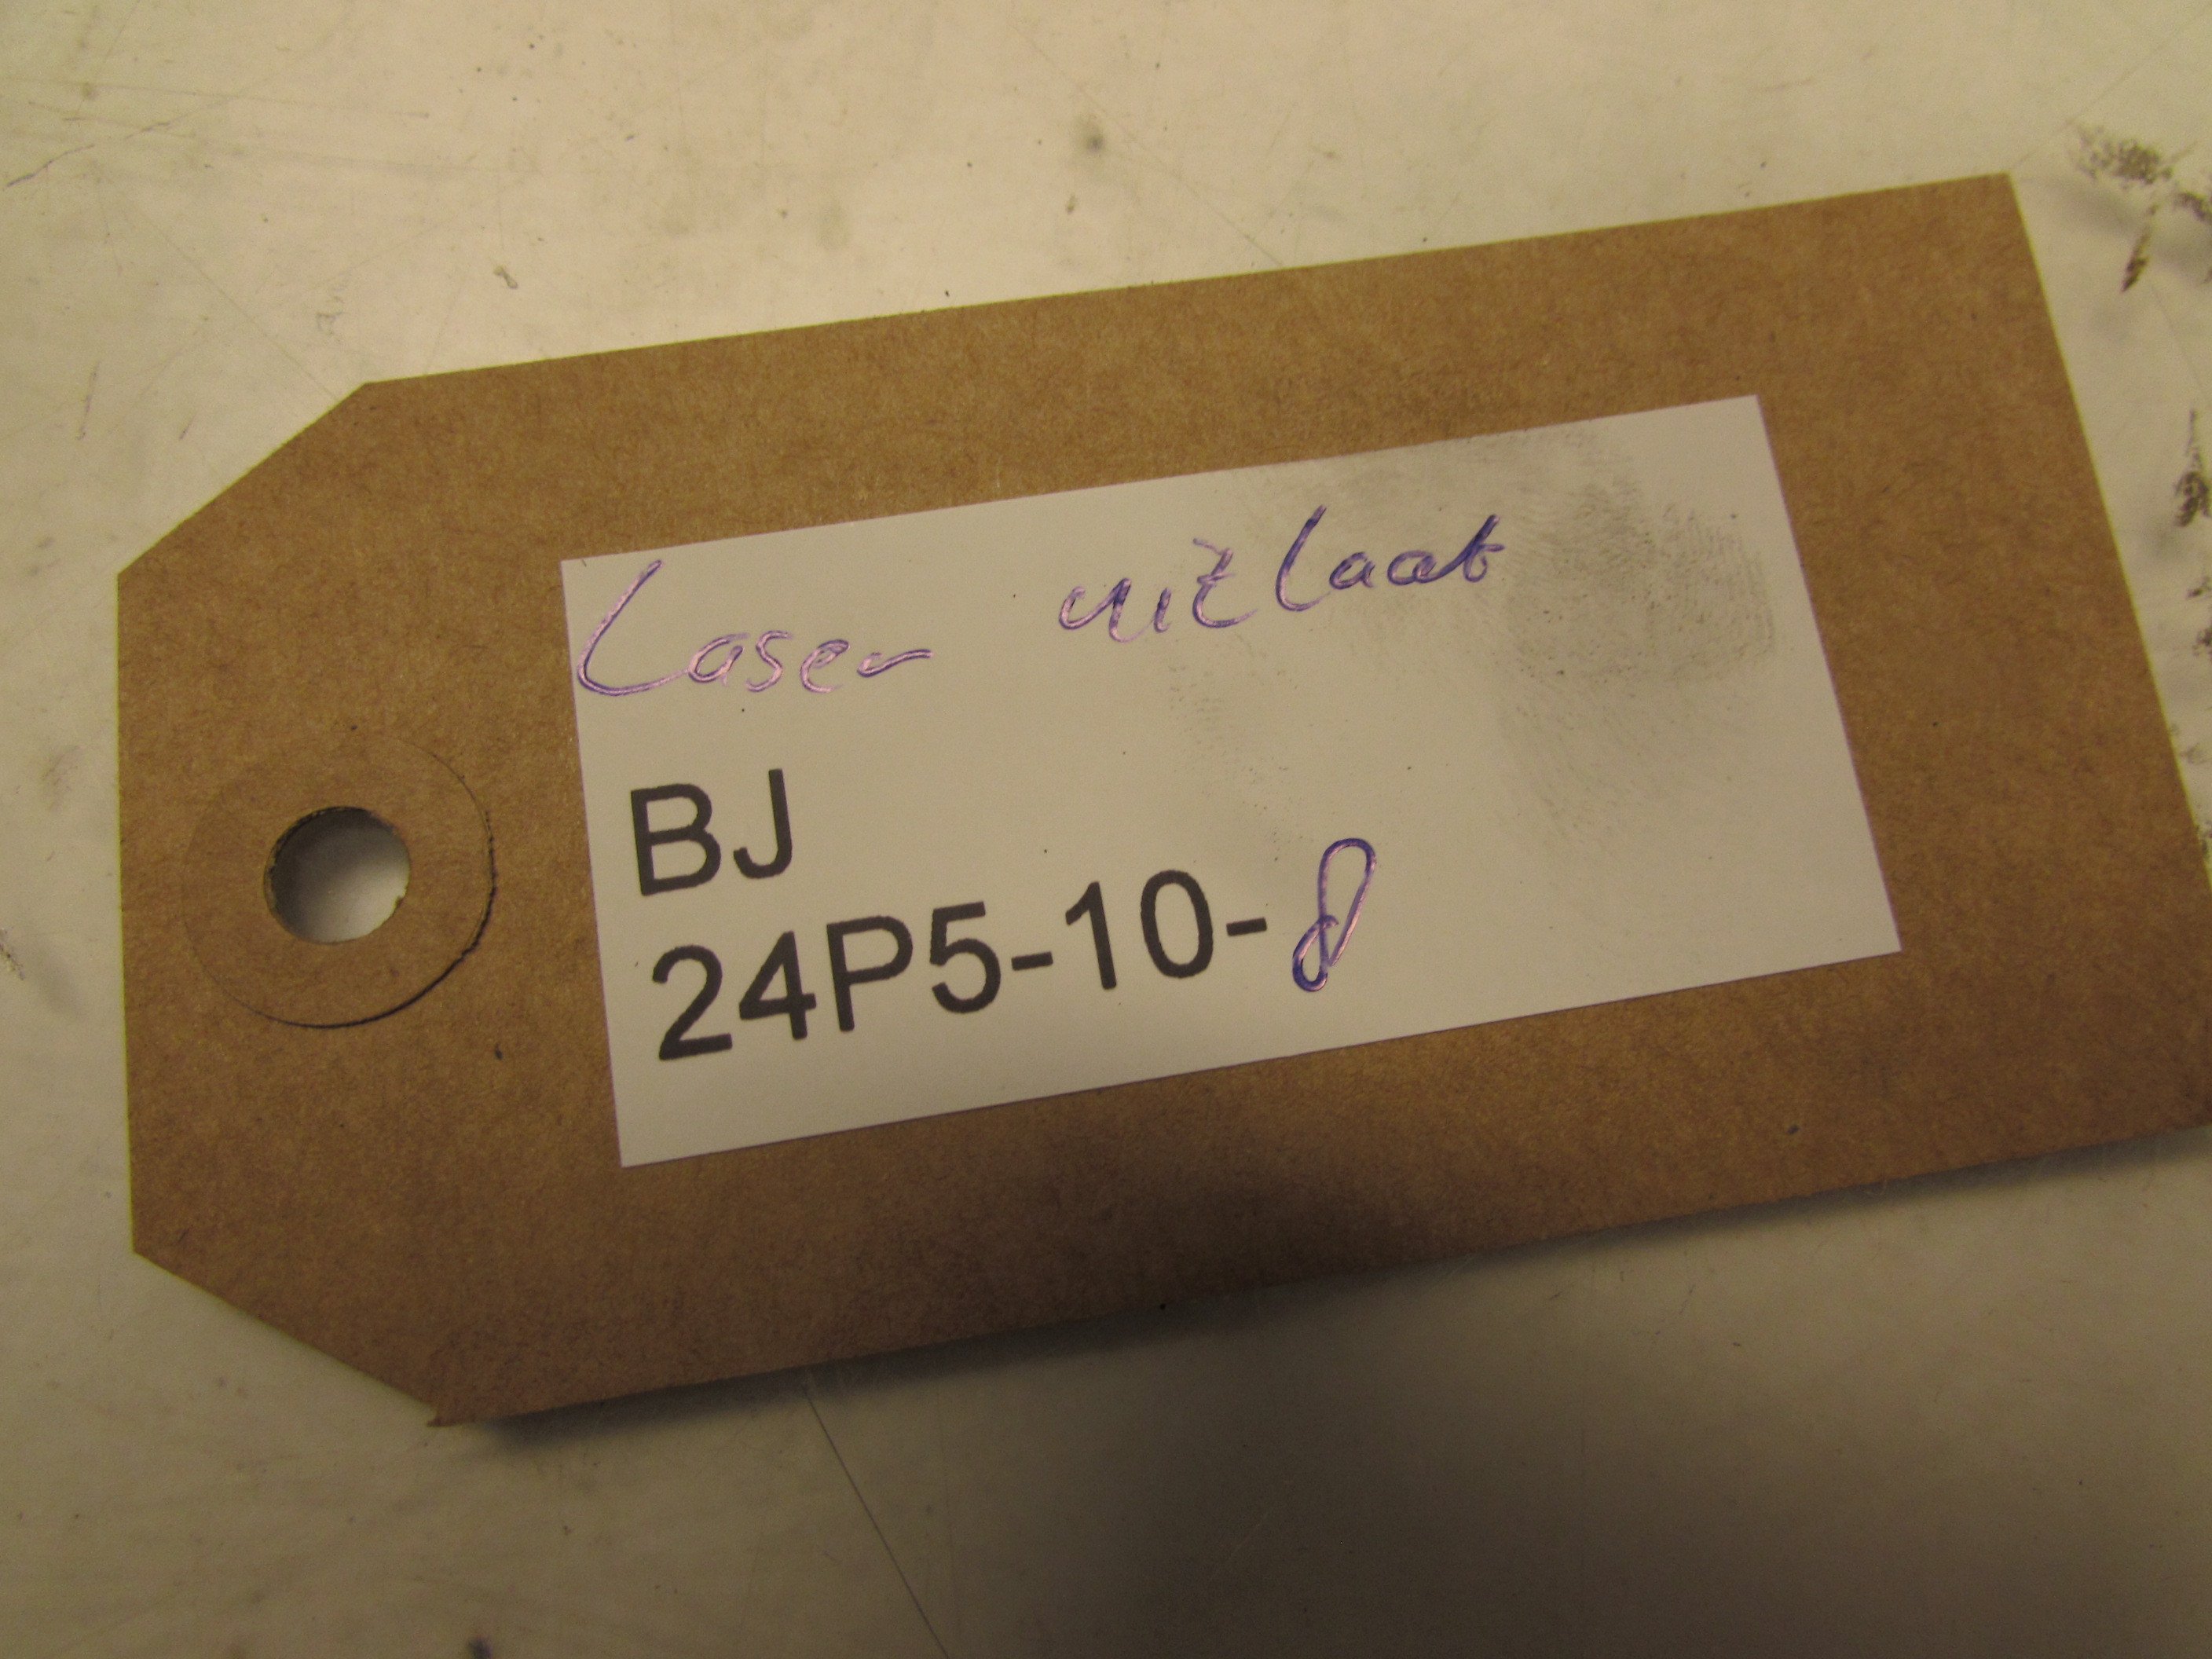 Laser uitlaat
BJ
24P5-10-8